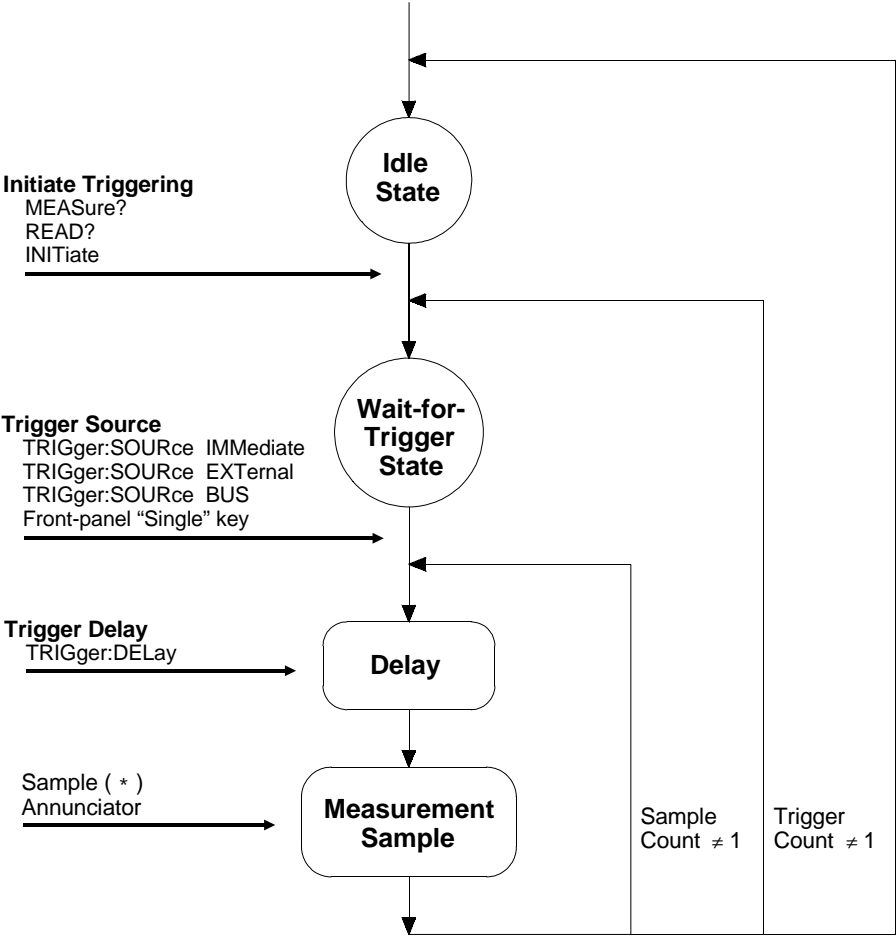 Idle
State
Initiate Triggering
MEASure?
READ?
INITiate
Wait-for-
Trigger
State
Trigger Source
TRIGger:SOURce IMMediate
TRIGger:SOURce EXTernal
TRIGger:SOURce BUS
Front-panel “Single” key
Trigger Delay
TRIGger:DELay
Delay
Sample ( * )
Annunciator
Measurement
Sample
Sample
Count ≠ 1
Trigger
Count ≠ 1